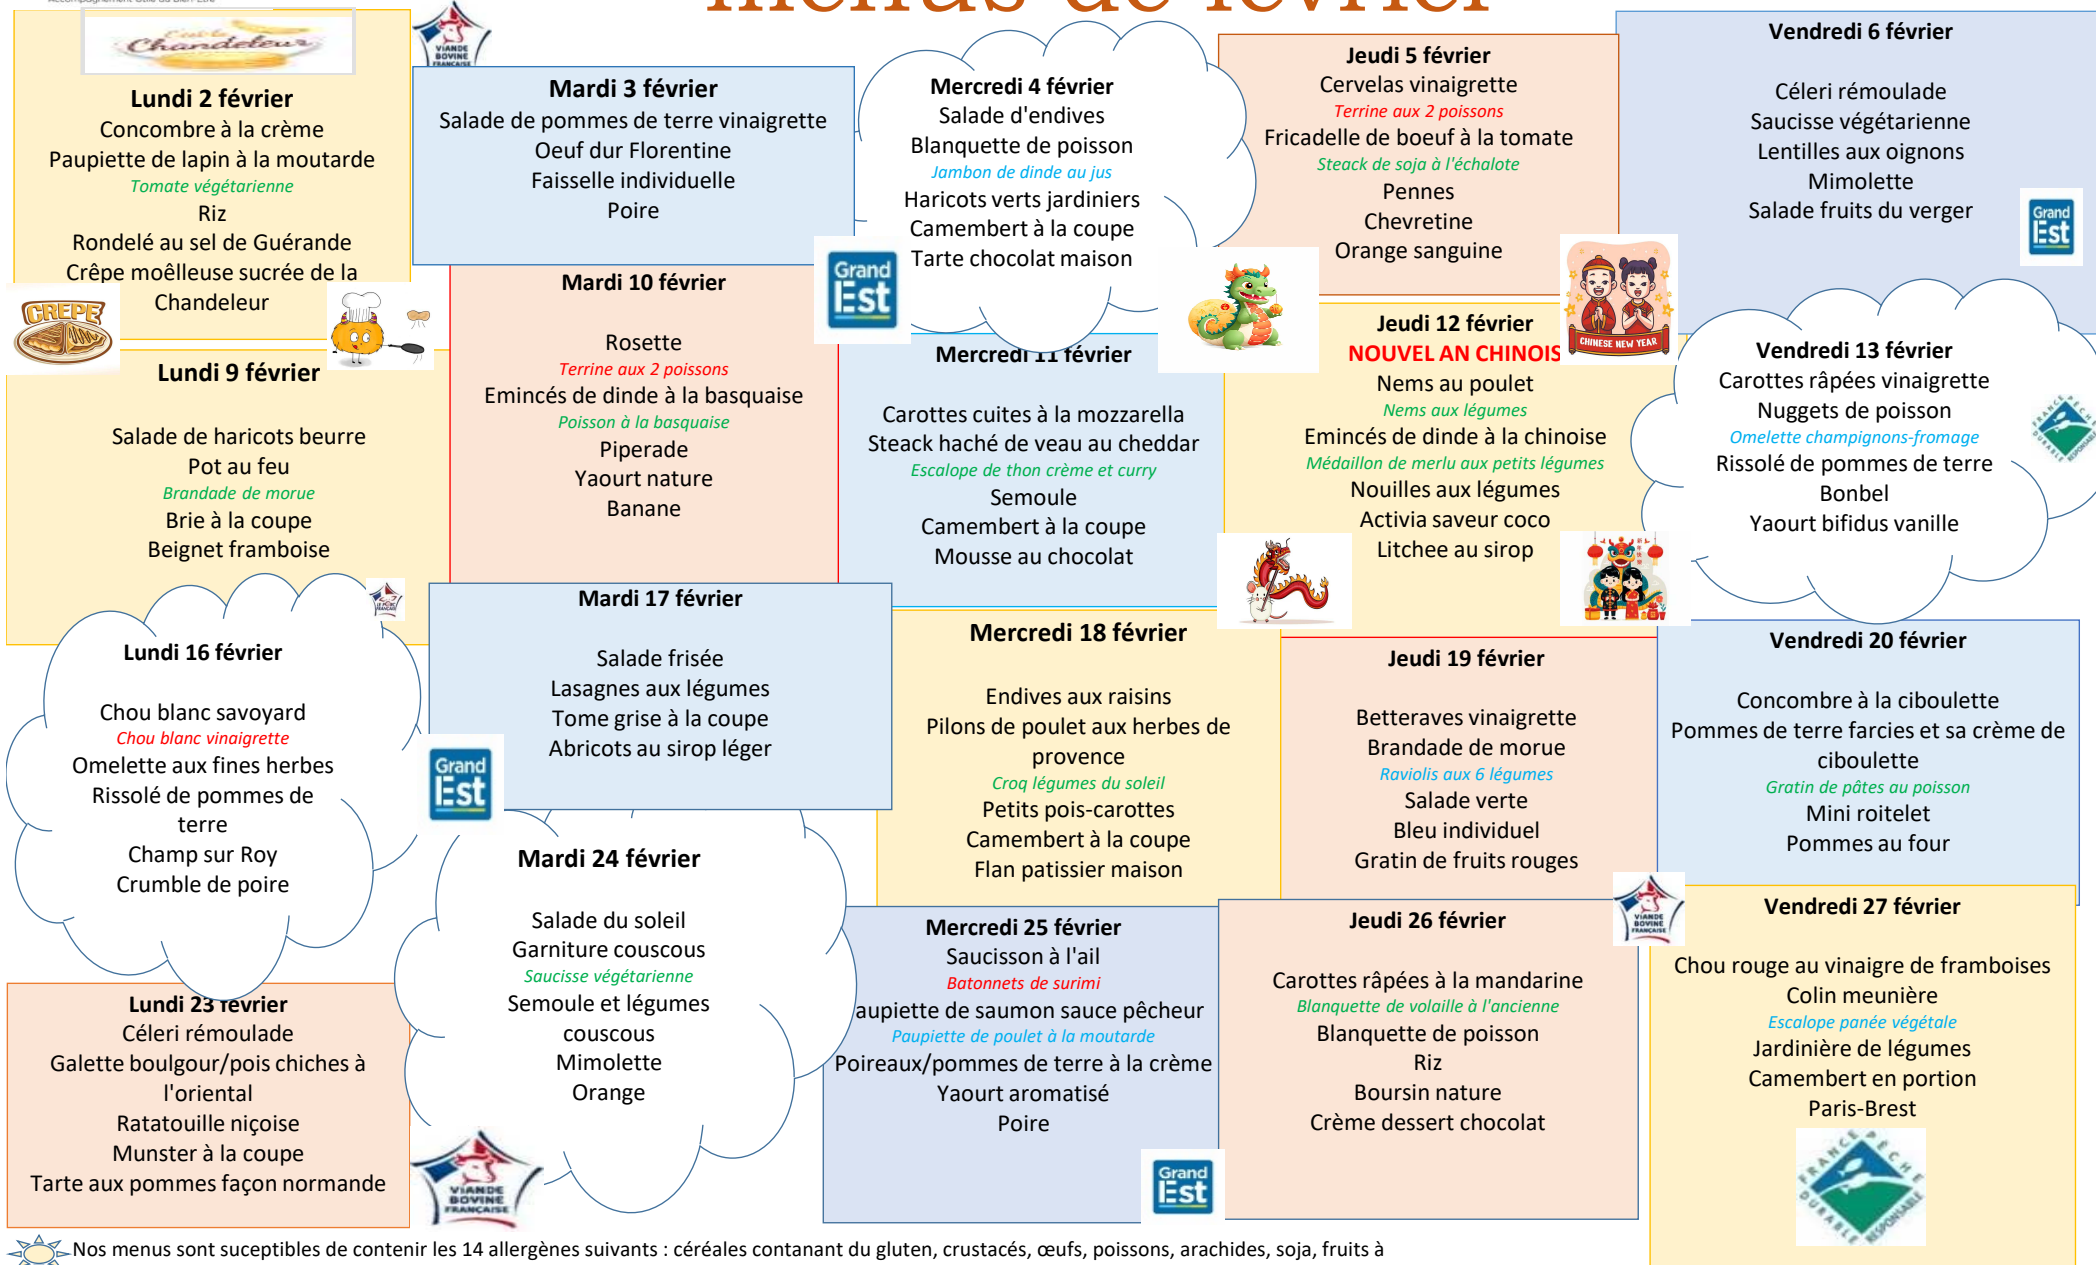 menus de février
C'est la
Chandeleur
VIANDE
BOVINE
FRANCAISE
Lundi 2 février
Concombre à la crème
Paupiette de lapin à la moutarde
Tomate végétarienne
Riz
Rondelé au sel de Guérande
Crêpe moêlleuse sucrée de la
Chandeleur
CREPE
Mardi 3 février
Salade de pommes de terre vinaigrette
Oeuf dur Florentine
Faisselle individuelle
Poire
Grand
Est
Mercredi 4 février
Salade d'endives
Blanquette de poisson
Jambon de dinde au jus
Haricots verts jardiniers
Camembert à la coupe
Tarte chocolat maison
Jeudi 5 février
Cervelas vinaigrette
Terrine aux 2 poissons
Fricadelle de boeuf à la tomate
Steack de soja à l'échalote
Pennes
Chevretine
Orange sanguine
CHINESE NEW YEAR
Vendredi 6 février
Céleri rémoulade
Saucisse végétarienne
Lentilles aux oignons
Mimolette
Salade fruits du verger
Grand
Est
Lundi 9 février
Salade de haricots beurre
Pot au feu
Brandade de morue
Brie à la coupe
Beignet framboise
LE PORC
FRANCAIS
Mardi 10 février
Rosette
Terrine aux 2 poissons
Emincés de dinde à la basquaise
Poisson à la basquaise
Piperade
Yaourt nature
Banane
Mercredi 11 février
Carottes cuites à la mozzarella
Steack haché de veau au cheddar
Escalope de thon crème et curry
Semoule
Camembert à la coupe
Mousse au chocolat
Jeudi 12 février
NOUVEL AN CHINOIS
Nems au poulet
Nems aux légumes
Emincés de dinde à la chinoise
Médaillon de merlu aux petits légumes
Nouilles aux légumes
Activia saveur coco
Litchee au sirop
Vendredi 13 février
Carottes râpées vinaigrette
Nuggets de poisson
Omelette champignons-fromage
Rissolé de pommes de terre
Bonbel
Yaourt bifidus vanille
FRANCE PÊCHE
DURABLE RESPONSABLE
Lundi 16 février
Chou blanc savoyard
Chou blanc vinaigrette
Omelette aux fines herbes
Rissolé de pommes de
terre
Champ sur Roy
Crumble de poire
Mardi 17 février
Salade frisée
Lasagnes aux légumes
Tome grise à la coupe
Abricots au sirop léger
Grand
Est
Mercredi 18 février
Endives aux raisins
Pilons de poulet aux herbes de
provence
Croq légumes du soleil
Petits pois-carottes
Camembert à la coupe
Flan patissier maison
Jeudi 19 février
Betteraves vinaigrette
Brandade de morue
Raviolis aux 6 légumes
Salade verte
Bleu individuel
Gratin de fruits rouges
Vendredi 20 février
Concombre à la ciboulette
Pommes de terre farcies et sa crème de
ciboulette
Gratin de pâtes au poisson
Mini roitelet
Pommes au four
Lundi 23 février
Céleri rémoulade
Galette boulgour/pois chiches à
l'oriental
Ratatouille niçoise
Munster à la coupe
Tarte aux pommes façon normande
VIANDE
BOVINE
FRANCAISE
Mardi 24 février
Salade du soleil
Garniture couscous
Saucisse végétarienne
Semoule et légumes
couscous
Mimolette
Orange
Mercredi 25 février
Saucisson à l'ail
Batonnets de surimi
aupiette de saumon sauce pêcheur
Paupiette de poulet à la moutarde
Poireaux/pommes de terre à la crème
Yaourt aromatisé
Poire
Grand
Est
Jeudi 26 février
Carottes râpées à la mandarine
Blanquette de volaille à l'ancienne
Blanquette de poisson
Riz
Boursin nature
Crème dessert chocolat
VIANDE
BOVINE
FRANCAISE
Vendredi 27 février
Chou rouge au vinaigre de framboises
Colin meunière
Escalope panée végétale
Jardinière de légumes
Camembert en portion
Paris-Brest
FRANCE PÊCHE
DURABLE RESPONSABLE
Nos menus sont suceptibles de contenir les 14 allergènes suivants : céréales contanant du gluten, crustacés, œufs, poissons, arachides, soja, fruits à